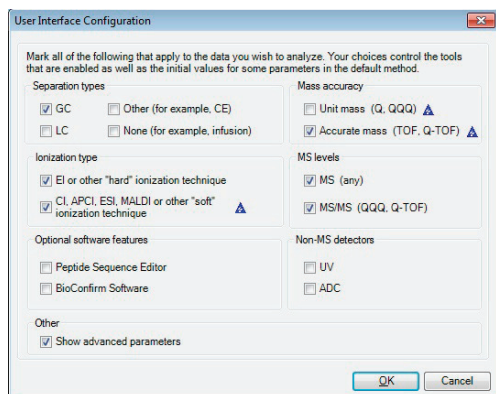 User Interface Configuration
Mark all of the following that apply to the data you wish to analyze. Your choices control the tools
that are enabled as well as the initial values for some parameters in the default method.
Separation types
GC
Other (for example, CE)
LC
None (for example, infusion)
Mass accuracy
Unit mass (Q, QQQ)
Accurate mass (TOF, Q-TOF)
Ionization type
EI or other "hard" ionization technique
CI, APCI, ESI, MALDI or other "soft"
ionization technique
MS levels
MS (any)
MS/MS (QQQ, Q-TOF)
Optional software features
Peptide Sequence Editor
BioConfirm Software
Non-MS detectors
UV
ADC
Other
Show advanced parameters
OK
Cancel